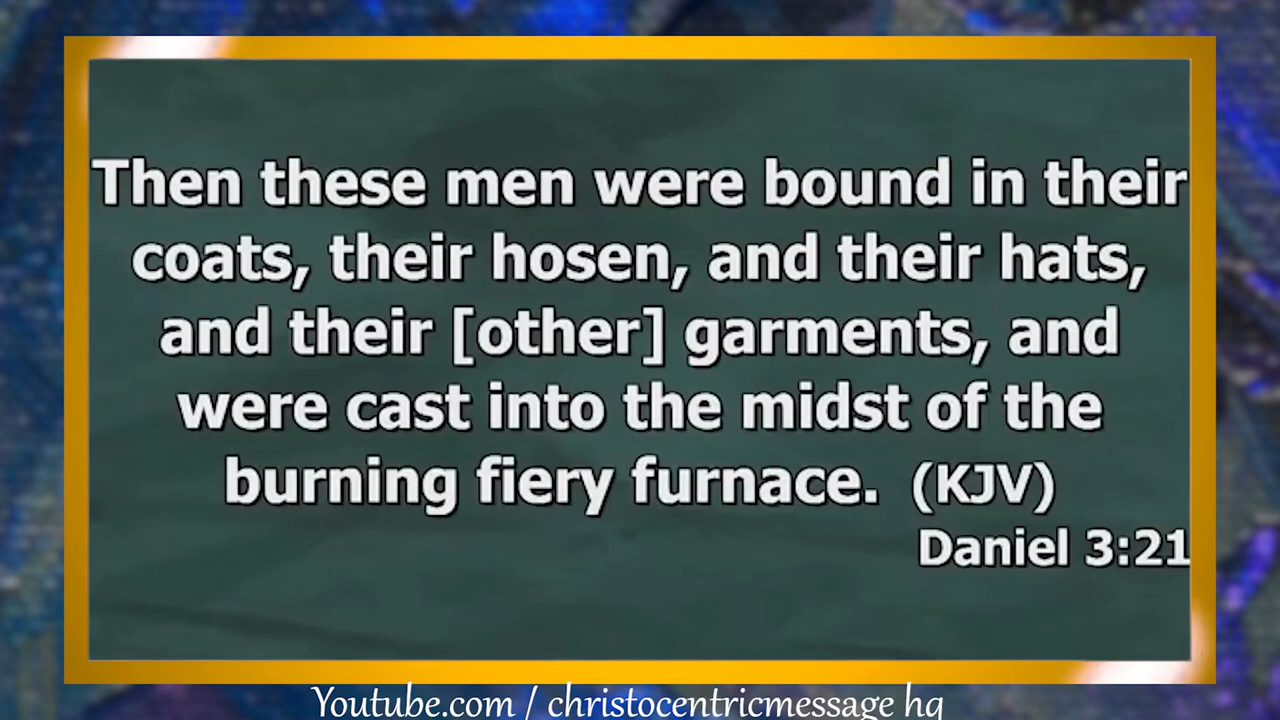 Then these men were bound in their
coats, their hosen, and their hats,
and their [other] garments, and
were cast into the midst of the
burning fiery furnace. (KJV)
Daniel 3:21
Youtube.com / christocentricmessage hq